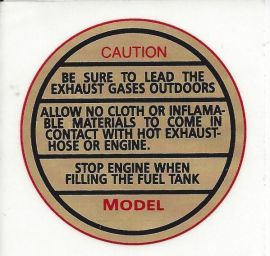 CAUTION
BE SURE TO LEAD THE
EXHAUST GASES OUTDOORS
ALLOW NO CLOTH OR INFLAMA-
BLE MATERIALS TO COME IN
CONTACT WITH HOT EXHAUST-
HOSE OR ENGINE.
STOP ENGINE WHEN
FILLING THE FUEL TANK
MODEL